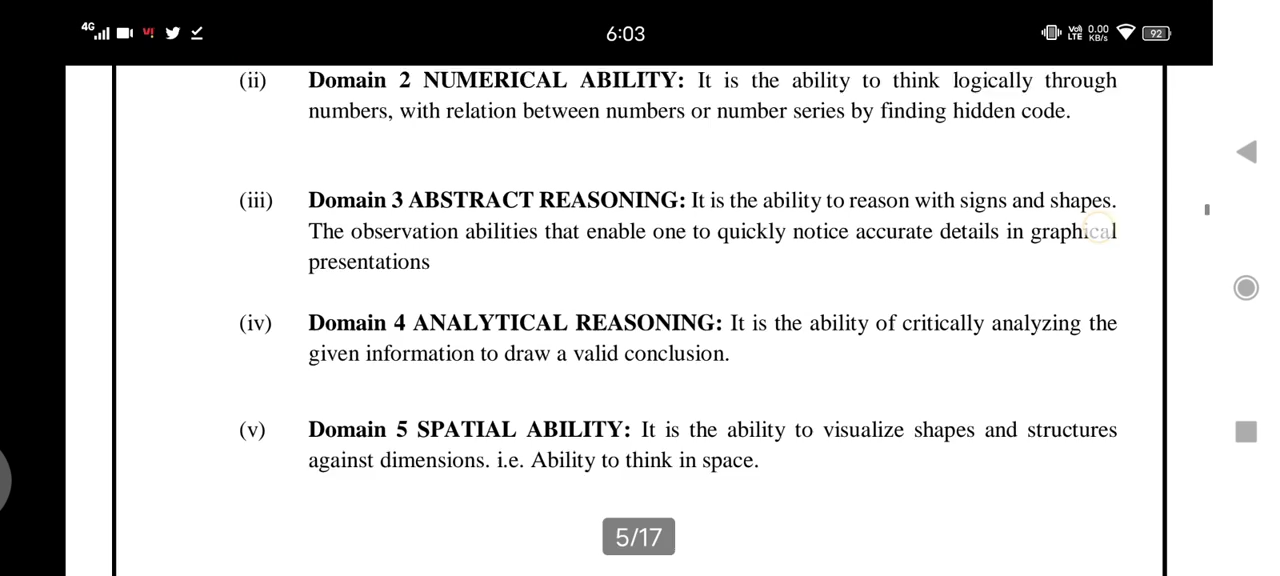 4G 6:03 Vo) LTE 0.00 KB/s 92
(ii) Domain 2 NUMERICAL ABILITY: It is the ability to think logically through
numbers, with relation between numbers or number series by finding hidden code.
(iii) Domain 3 ABSTRACT REASONING: It is the ability to reason with signs and shapes.
The observation abilities that enable one to quickly notice accurate details in graphical
presentations
(iv) Domain 4 ANALYTICAL REASONING: It is the ability of critically analyzing the
given information to draw a valid conclusion.
(v) Domain 5 SPATIAL ABILITY: It is the ability to visualize shapes and structures
against dimensions. i.e. Ability to think in space.
5/17